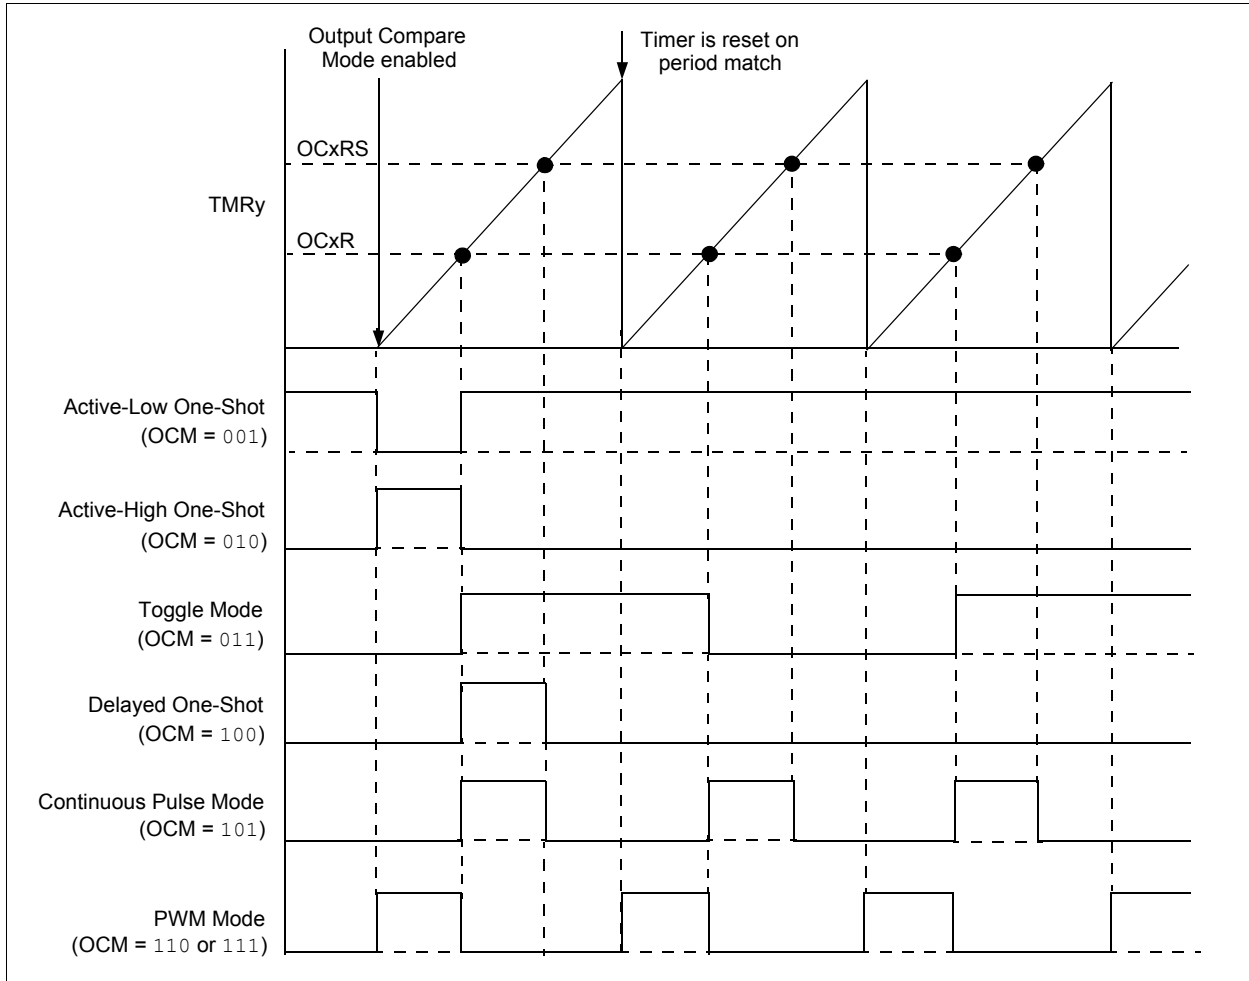 Output Compare
Mode enabled
Timer is reset on
period match
OCxRS
TMRy
OCxR
Active-Low One-Shot
(OCM = 001)
Active-High One-Shot
(OCM = 010)
Toggle Mode
(OCM = 011)
Delayed One-Shot
(OCM = 100)
Continuous Pulse Mode
(OCM = 101)
PWM Mode
(OCM = 110 or 111)